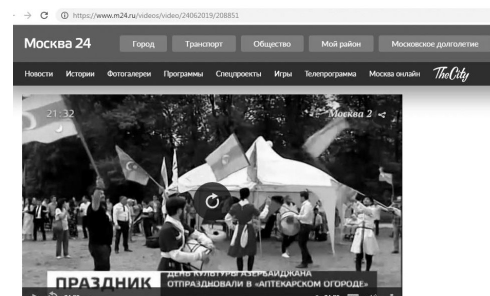 https://www.m24.ru/videos/video/24062019/208851
Москва 24 Город Транспорт Общество Мой район Московское долголетие
Новости Истории Фотогалереи Программы Спецпроекты Игры Телепрограмма Москва онлайн TheCity
21:32 Москва 2
ПРАЗДНИК
ДЕНЬ КУЛЬТУРЫ АЗЕРБАЙДЖАНА
ОТПРАЗДНОВАЛИ В «АПТЕКАРСКОМ ОГОРОДЕ»